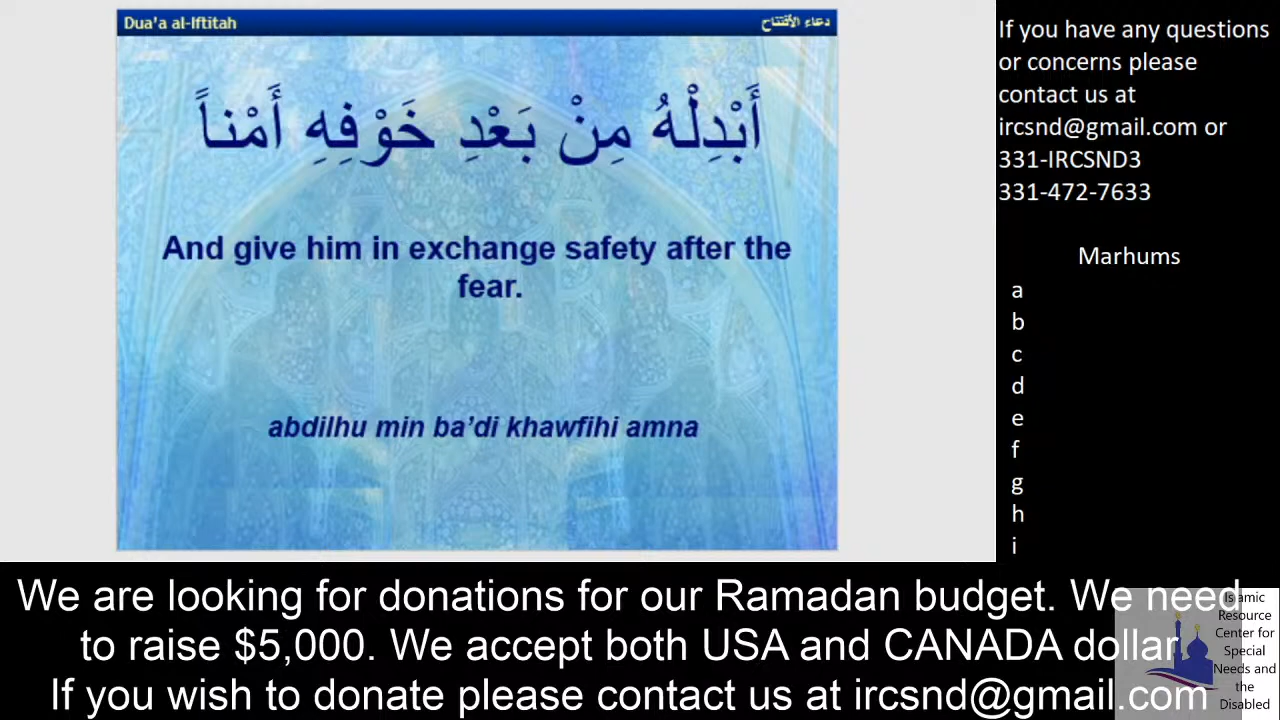 Dua'a al-Iftitah
دعاء الأفتتاح
أَبْدِلْهُ مِنْ بَعْدِ خَوْفِهِ أَمْناً
And give him in exchange safety after the
fear.
abdilhu min ba’di khawfihi amna
If you have any questions
or concerns please
contact us at
ircsnd@gmail.com or
331-IRCSND3
331-472-7633
Marhums
a
b
c
d
e
f
g
h
i
We are looking for donations for our Ramadan budget. We need
to raise $5,000. We accept both USA and CANADA dollar
If you wish to donate please contact us at ircsnd@gmail.com
Islamic
Resource
Center for
Special
Needs and
the
Disabled